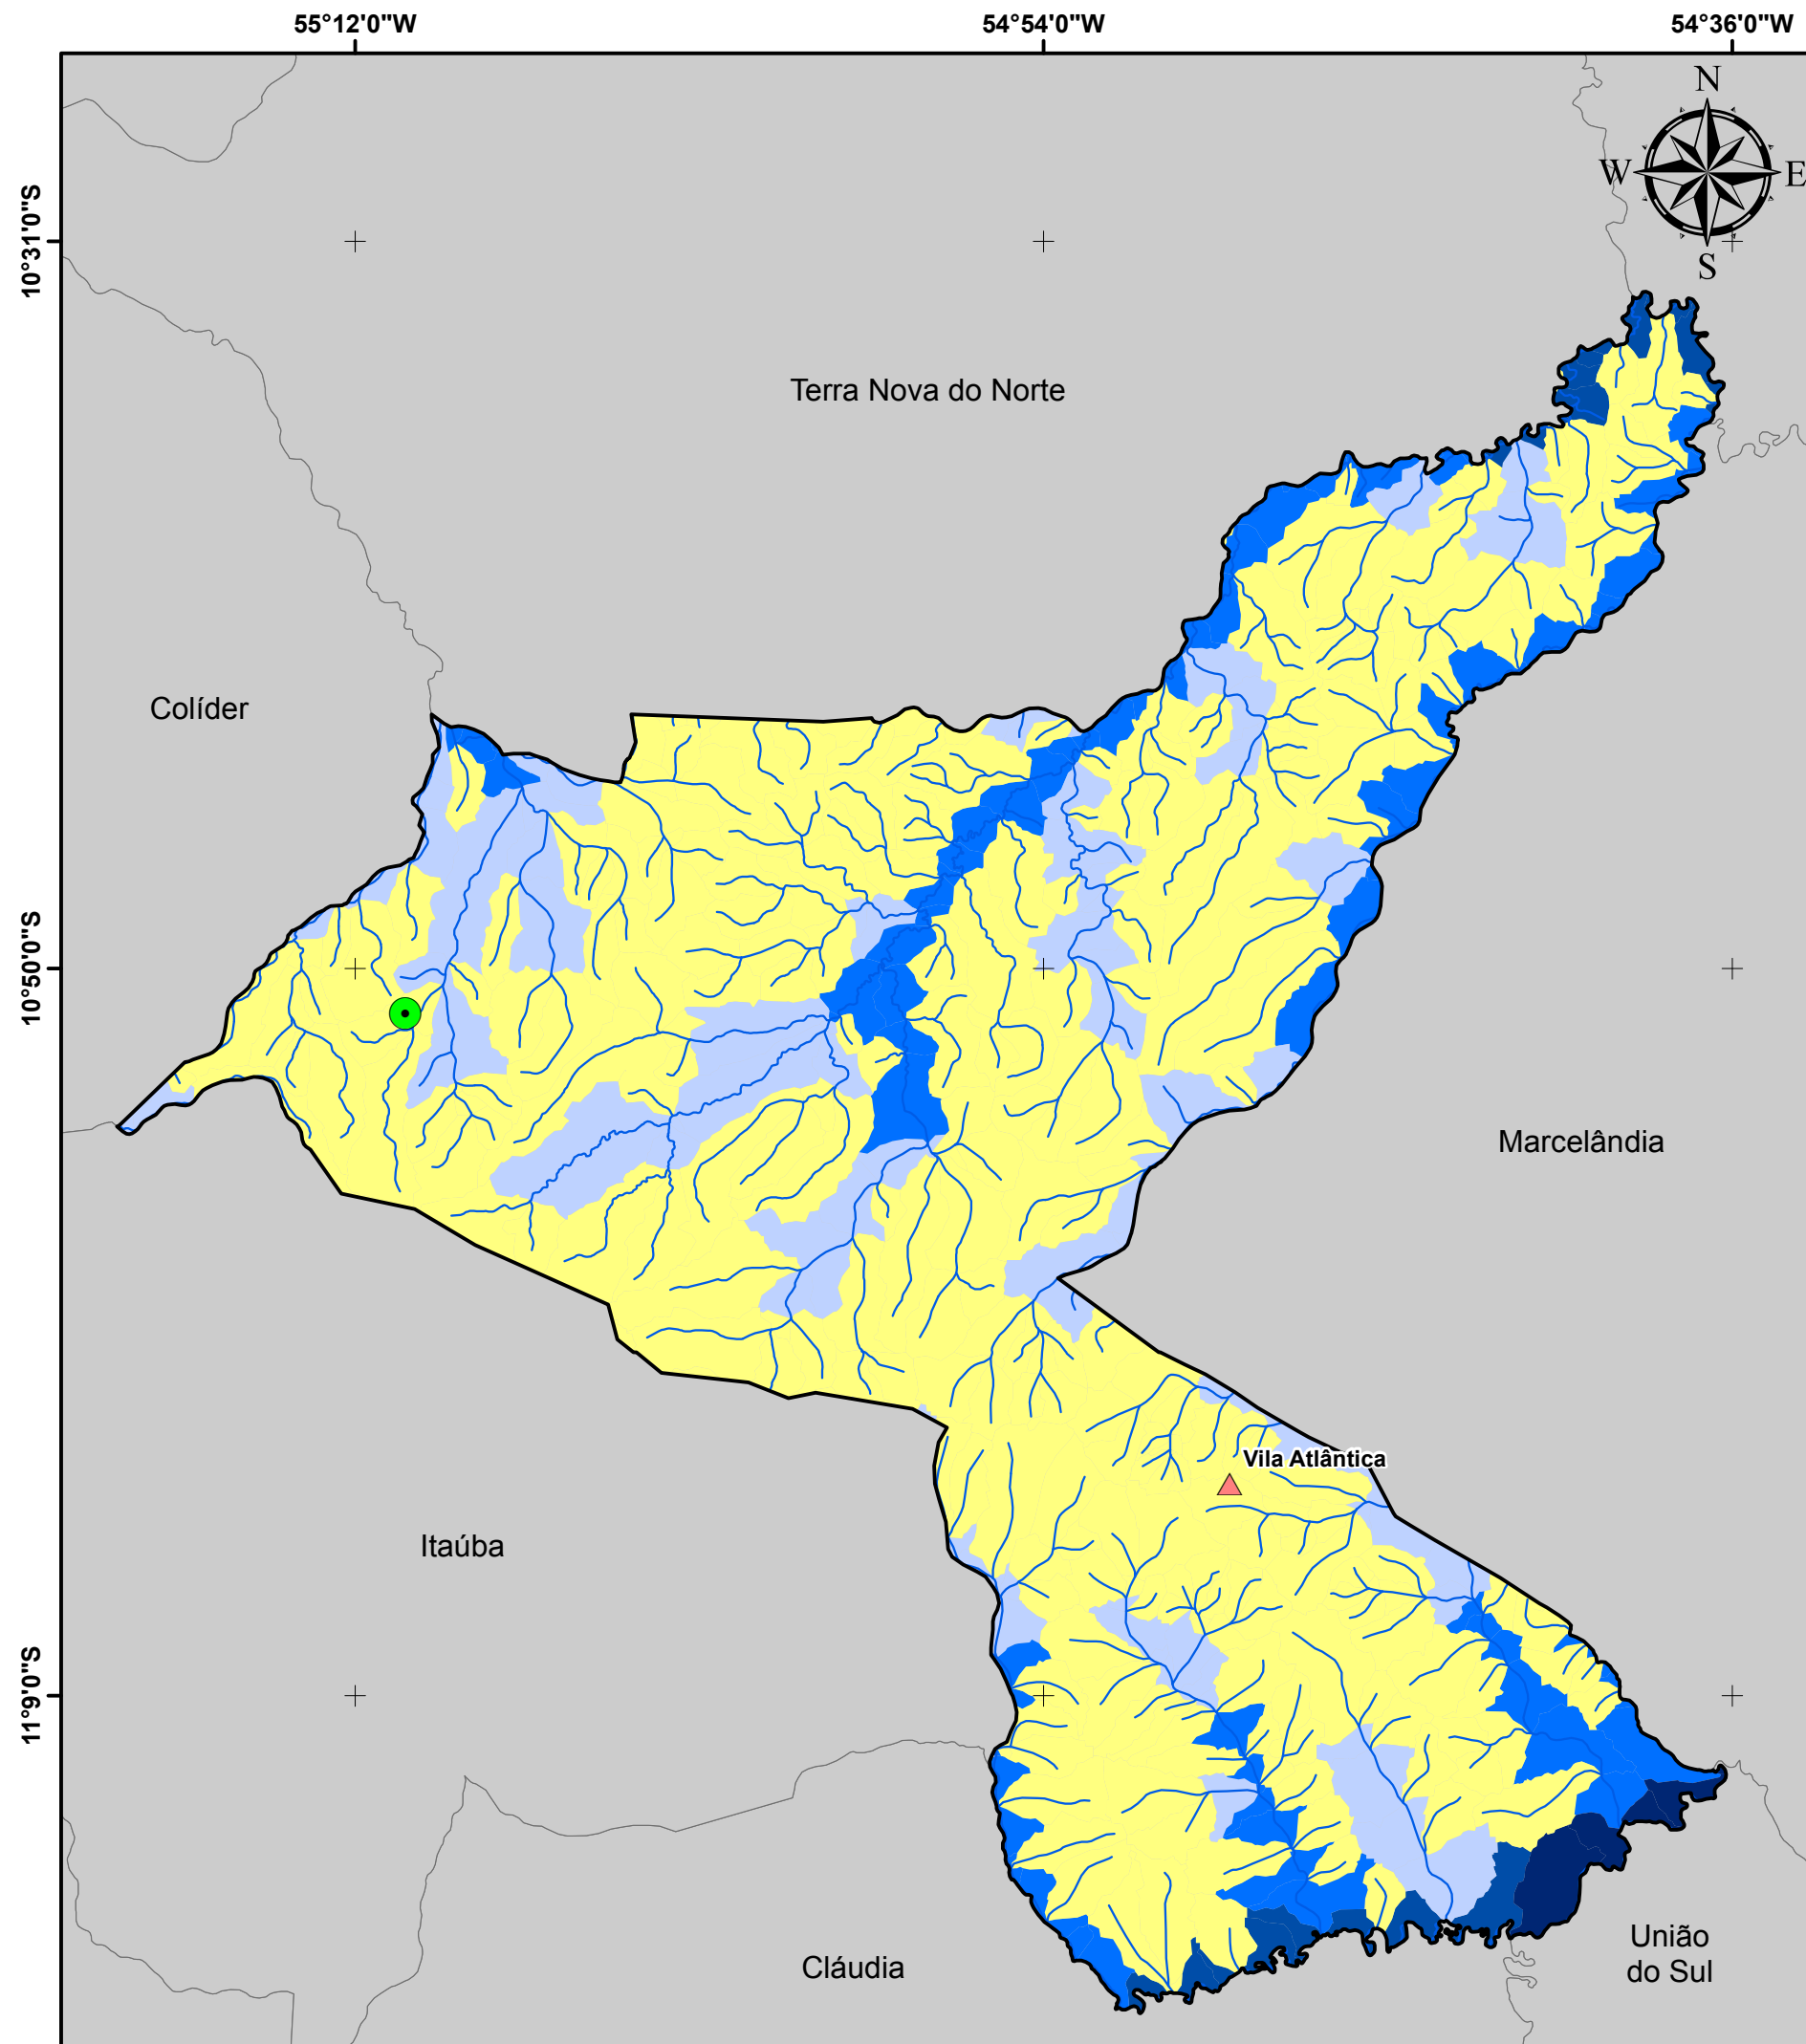 55°12'0"W 54°54'0"W 54°36'0"W
N
W E
S
10°31'0"S
Terra Nova do Norte
Colíder
10°50'0"S
Marcelândia
Vila Atlântica
Itaúba
11°9'0"S
União
do Sul
Cláudia